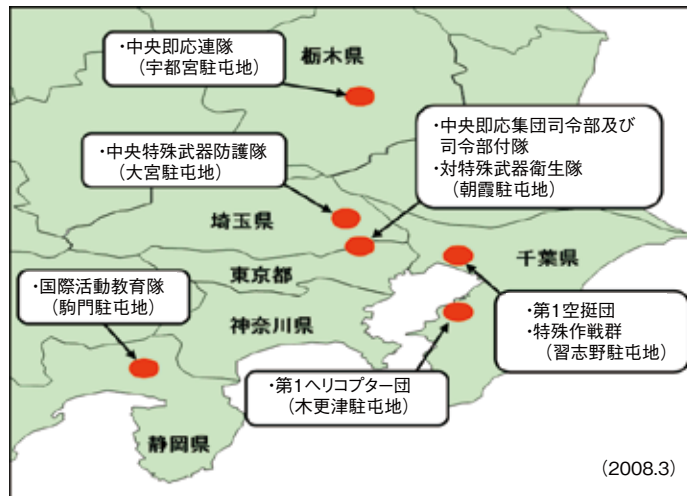 ・中央即応連隊
（宇都宮駐屯地）
栃木県
・中央即応集団司令部及び
司令部付隊
・対特殊武器衛生隊
（朝霞駐屯地）
・中央特殊武器防護隊
（大宮駐屯地）
埼玉県
千葉県
東京都
・国際活動教育隊
（駒門駐屯地）
神奈川県
・第1空挺団
・特殊作戦群
（習志野駐屯地）
・第1ヘリコプター団
（木更津駐屯地）
静岡県
（2008.3）